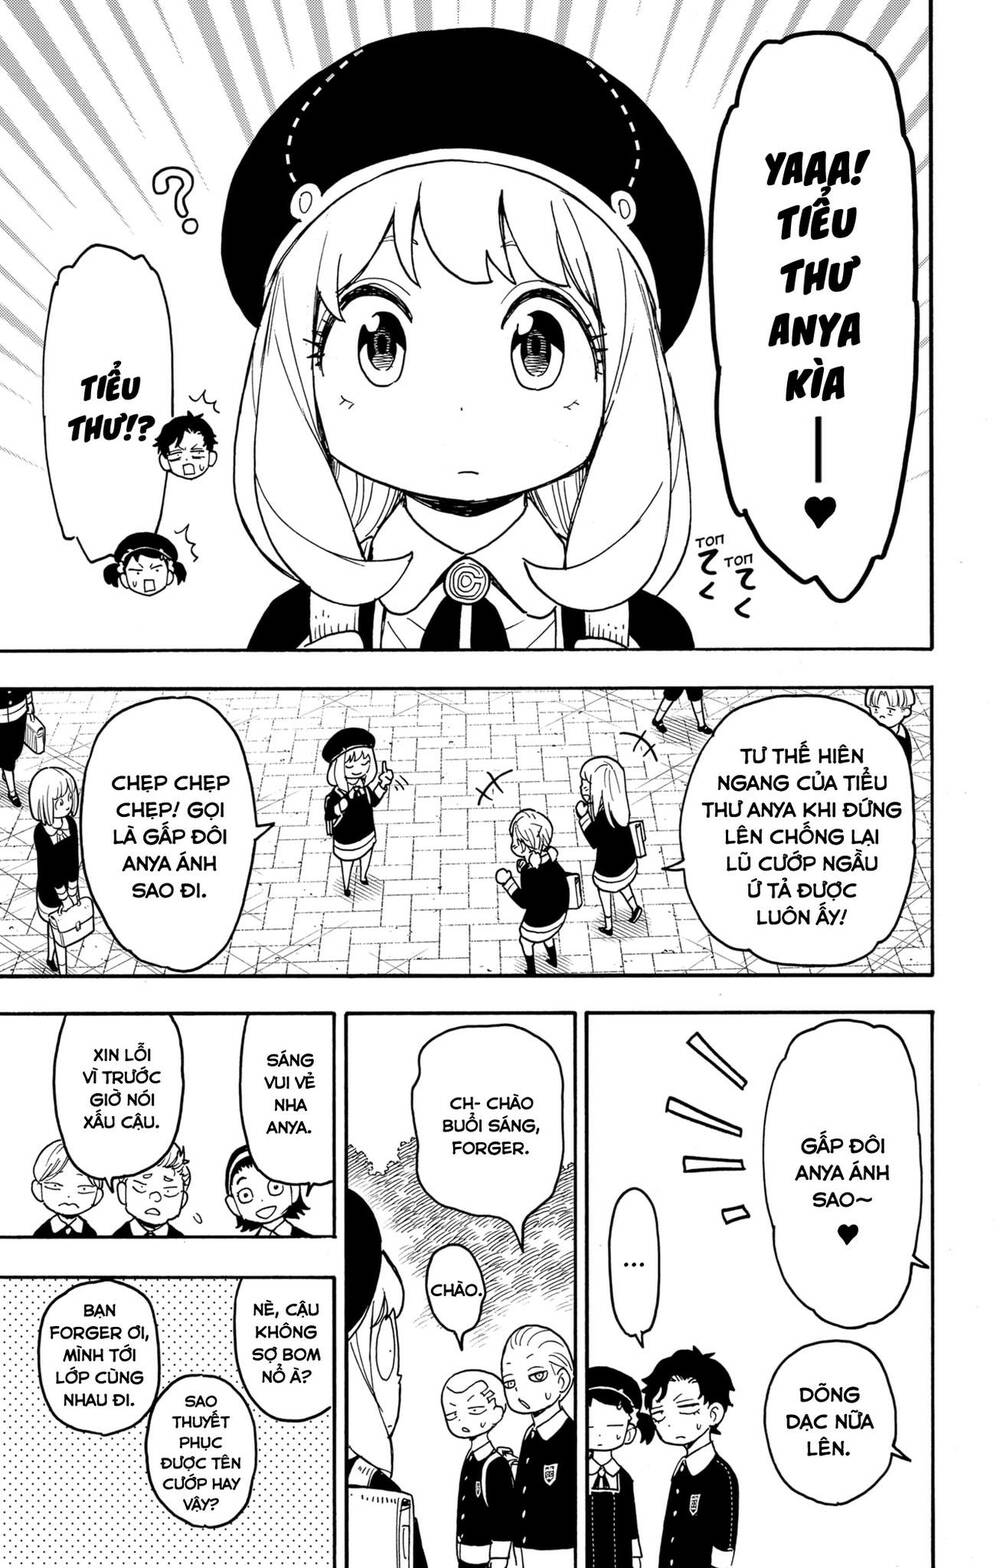 YAAA!
TIỂU
THƯ
ANYA
KÌA
—
♥
?
TIỂU
THƯ!?
TOП
てく
TOП
てく
TƯ THẾ HIÊN
NGANG CỦA TIỂU
THƯ ANYA KHI ĐỨNG
LÊN CHỐNG LẠI
LŨ CƯỚP NGẦU
Ứ TẢ ĐƯỢC
LUÔN ẤY!
CHẸP CHẸP
CHẸP! GỌI
LÀ GẤP ĐÔI
ANYA ÁNH
SAO ĐI.
GẤP ĐÔI
ANYA ÁNH
SAO~
♥
DÕNG
DẠC NỮA
LÊN.
...
CH- CHÀO
BUỔI SÁNG,
FORGER.
CHÀO.
SÁNG
VUI VẺ
NHA
ANYA.
XIN LỖI
VÌ TRƯỚC
GIỜ NÓI
XẤU CẬU.
NÈ, CẬU
KHÔNG
SỢ BOM
NỔ À?
SAO
THUYẾT
PHỤC
ĐƯỢC TÊN
CƯỚP HAY
VẬY?
BẠN
FORGER ƠI,
MÌNH TỚI
LỚP CÙNG
NHAU ĐI.